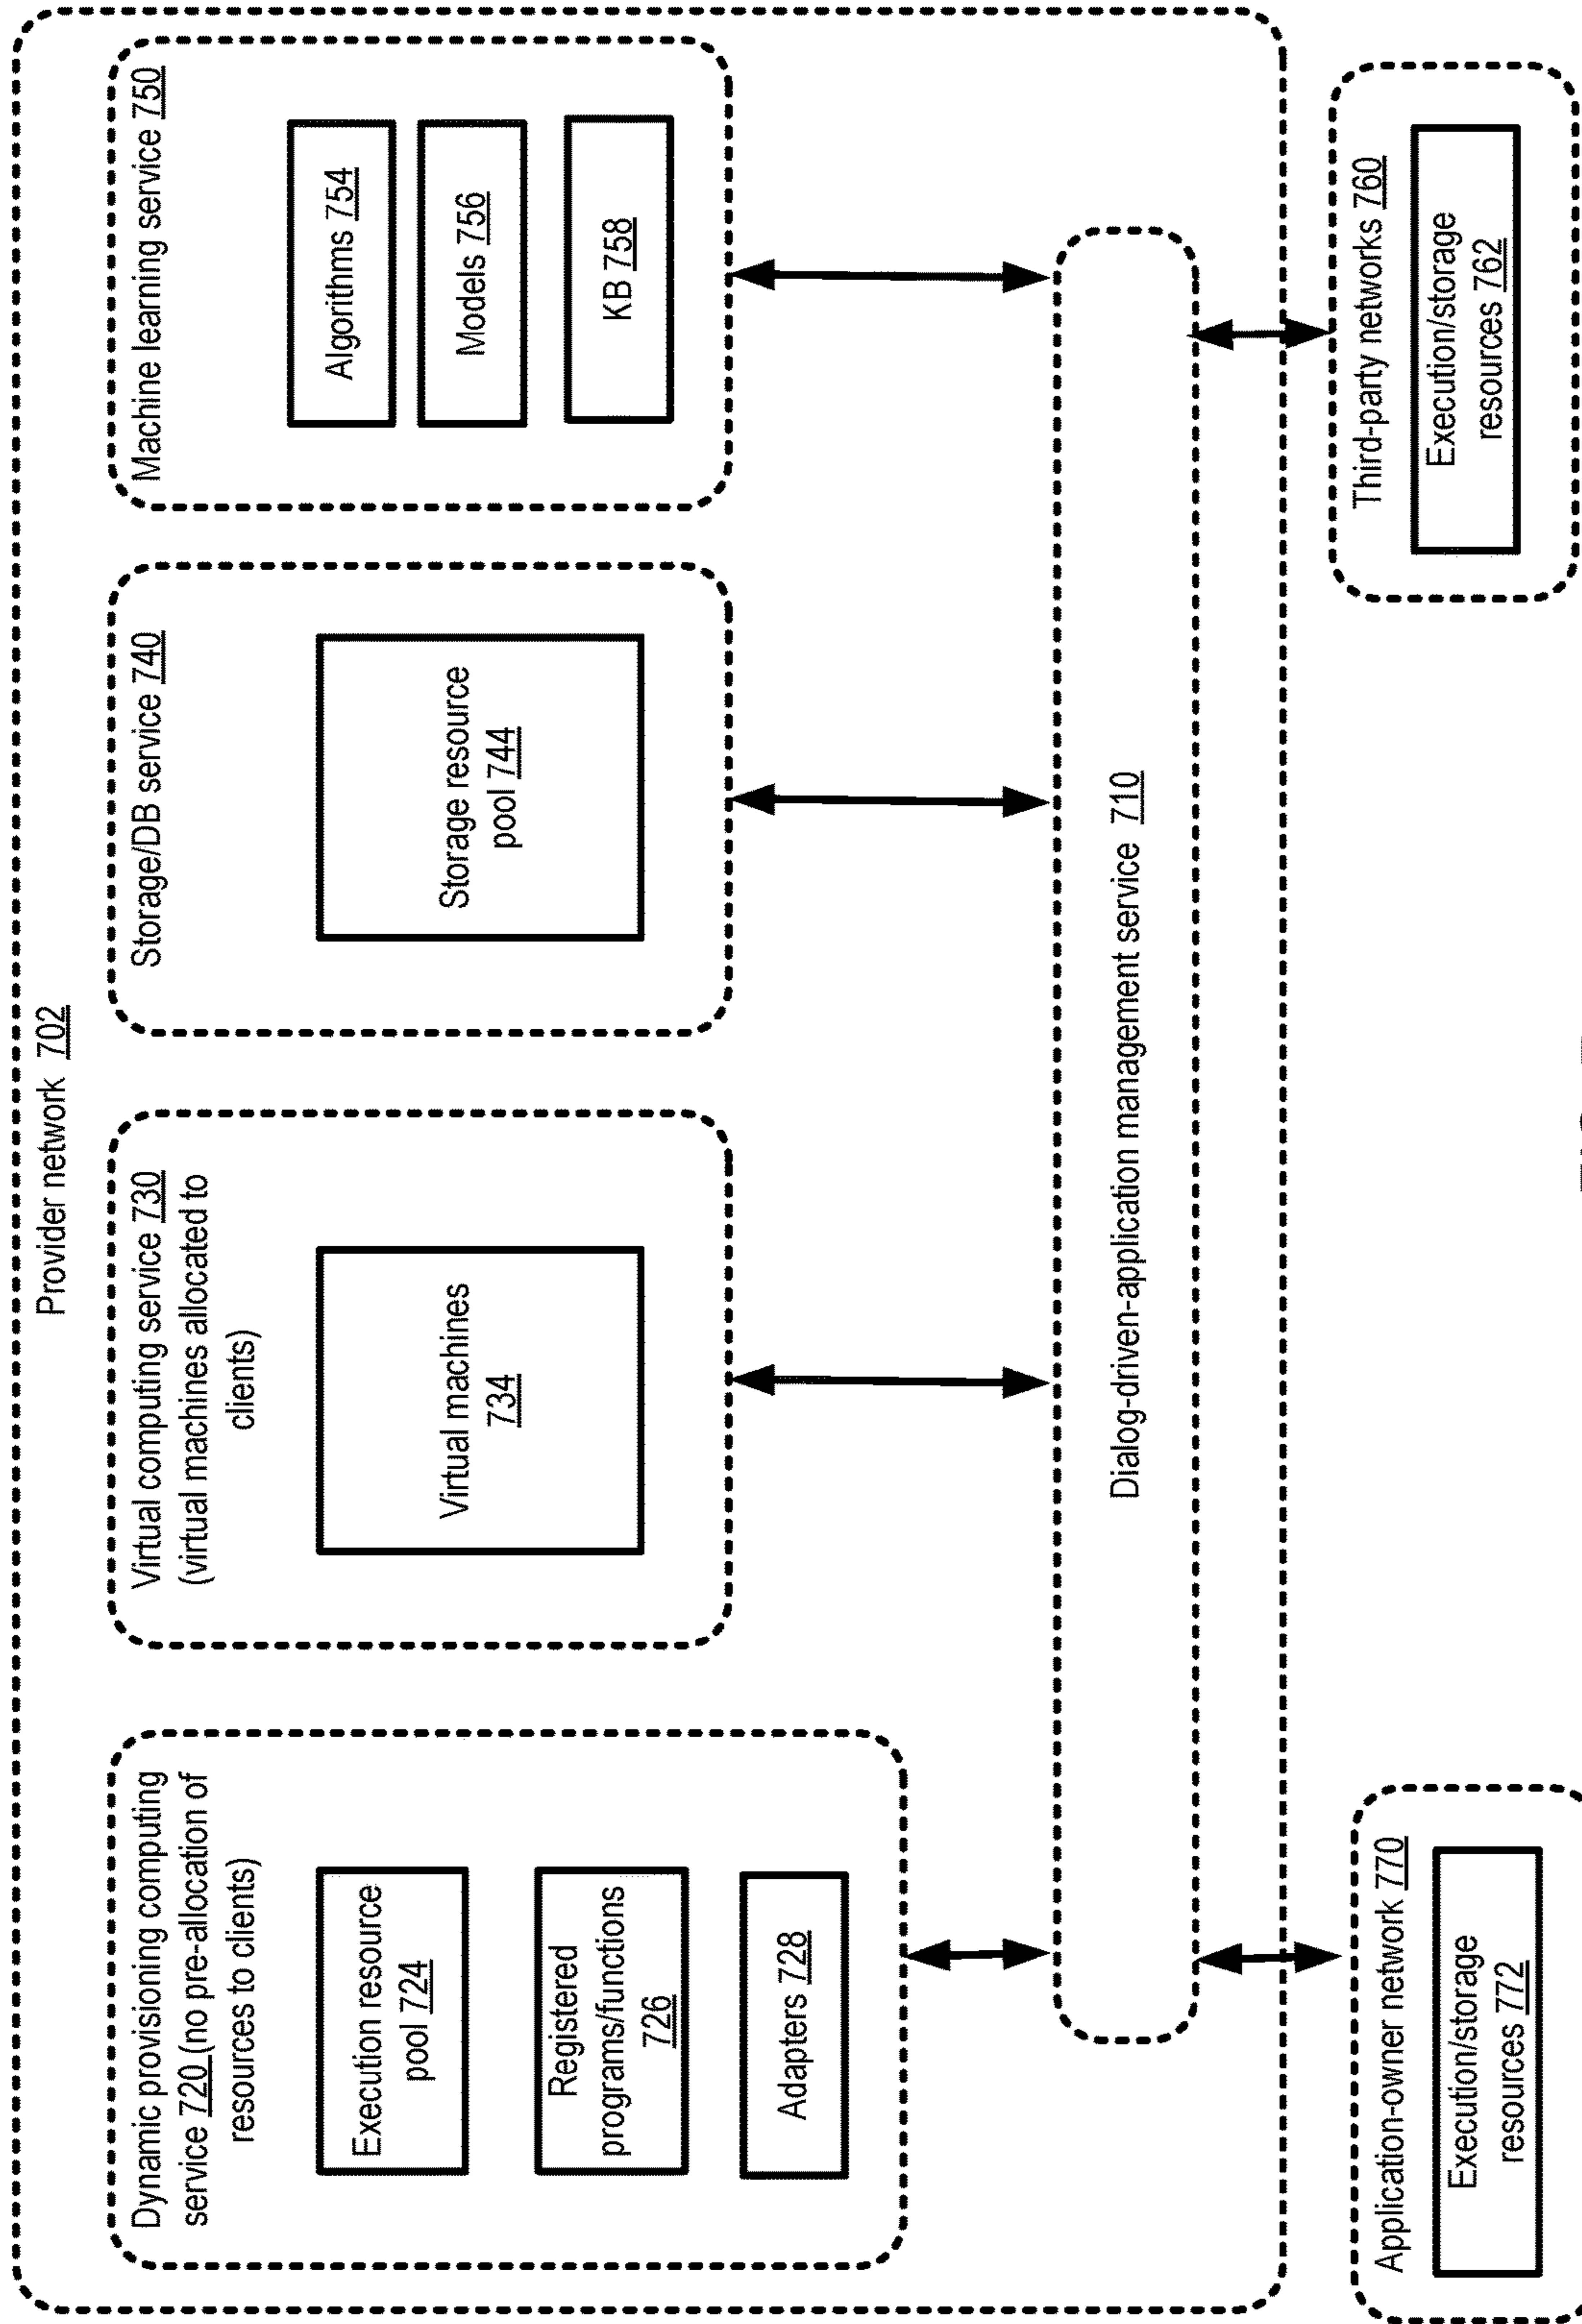 Provider network 702
Dynamic provisioning computing
service 720 (no pre-allocation of
resources to clients)
Execution resource
pool 724
Registered
programs/functions
726
Adapters 728
Virtual computing service 730
(virtual machines allocated to
clients)
Virtual machines
734
Storage/DB service 740
Storage resource
pool 744
Machine learning service 750
Algorithms 754
Models 756
KB 758
Dialog-driven-application management service 710
Application-owner network 770
Execution/storage
resources 772
Third-party networks 760
Execution/storage
resources 762